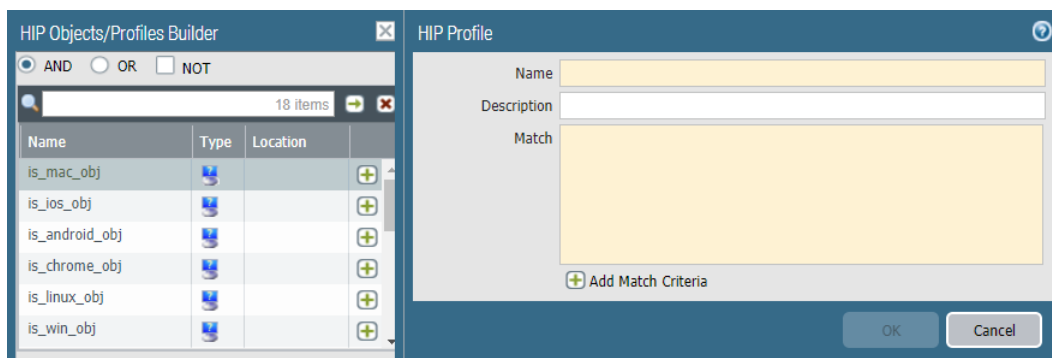 HIP Objects/Profiles Builder
AND OR NOT
18 items
Name Type Location
is_mac_obj
is_ios_obj
is_android_obj
is_chrome_obj
is_linux_obj
is_win_obj
HIP Profile
Name
Description
Match
Add Match Criteria
OK Cancel